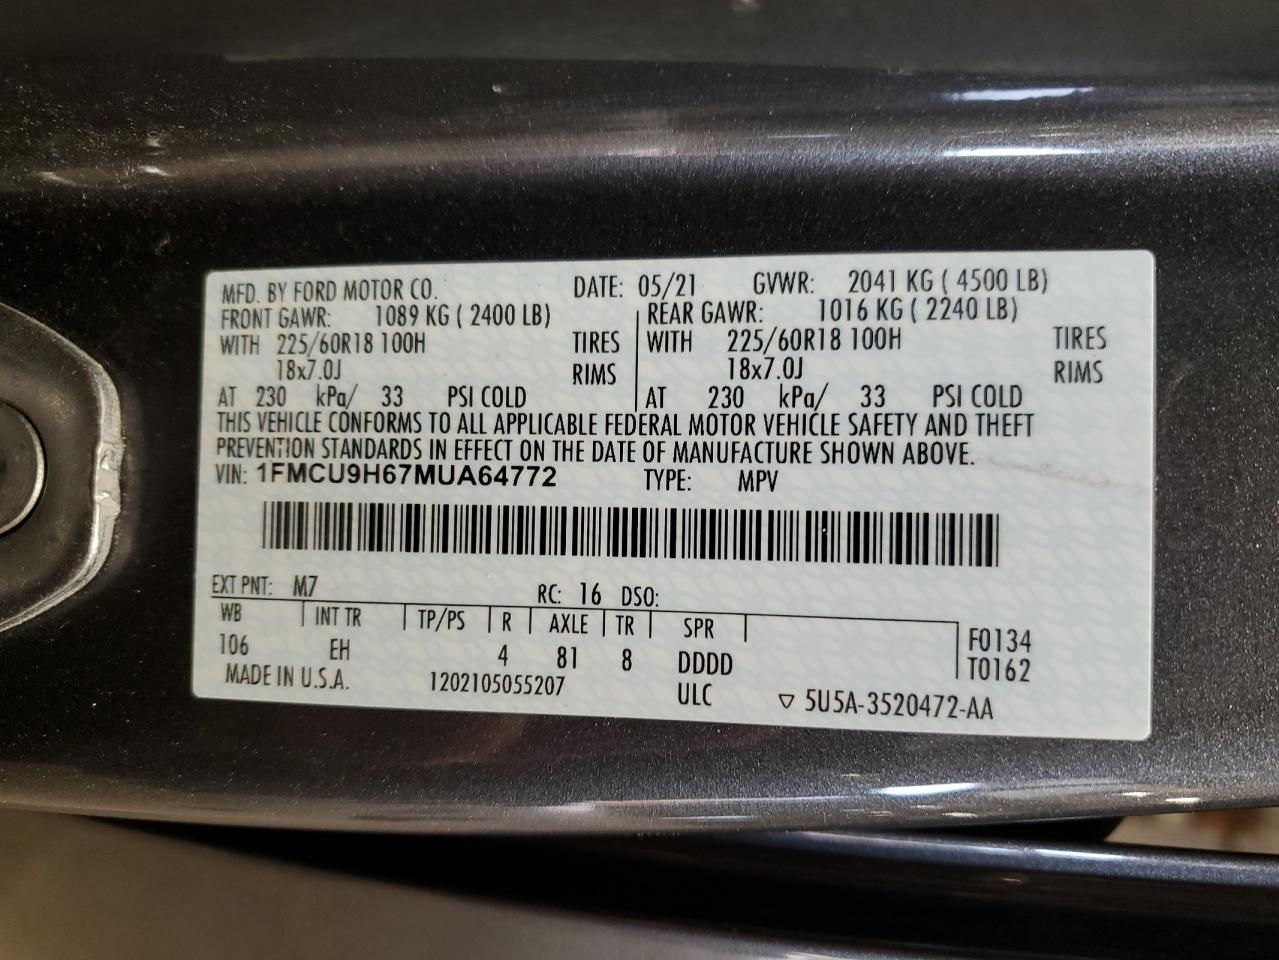 MFD. BY FORD MOTOR CO. DATE: 05/21 GVWR: 2041 KG ( 4500 LB)
FRONT GAWR: 1089 KG ( 2400 LB) REAR GAWR: 1016 KG ( 2240 LB)
WITH 225/60R18 100H TIRES WITH 225/60R18 100H TIRES
18x7.0J RIMS 18x7.0J RIMS
AT 230 kPa/ 33 PSI COLD AT 230 kPa/ 33 PSI COLD
THIS VEHICLE CONFORMS TO ALL APPLICABLE FEDERAL MOTOR VEHICLE SAFETY AND THEFT
PREVENTION STANDARDS IN EFFECT ON THE DATE OF MANUFACTURE SHOWN ABOVE.
VIN: 1FMCU9H67MUA64772 TYPE: MPV
EXT PNT: M7 RC: 16 DSO:
WB INT TR TP/PS R AXLE TR SPR F0134
106 EH 4 81 8 DDDD T0162
MADE IN U.S.A. 1202105055207 ULC ▽ 5U5A-3520472-AA